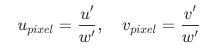 $u_{pixel} = \frac{u'}{w'}, \quad v_{pixel} = \frac{v'}{w'}$